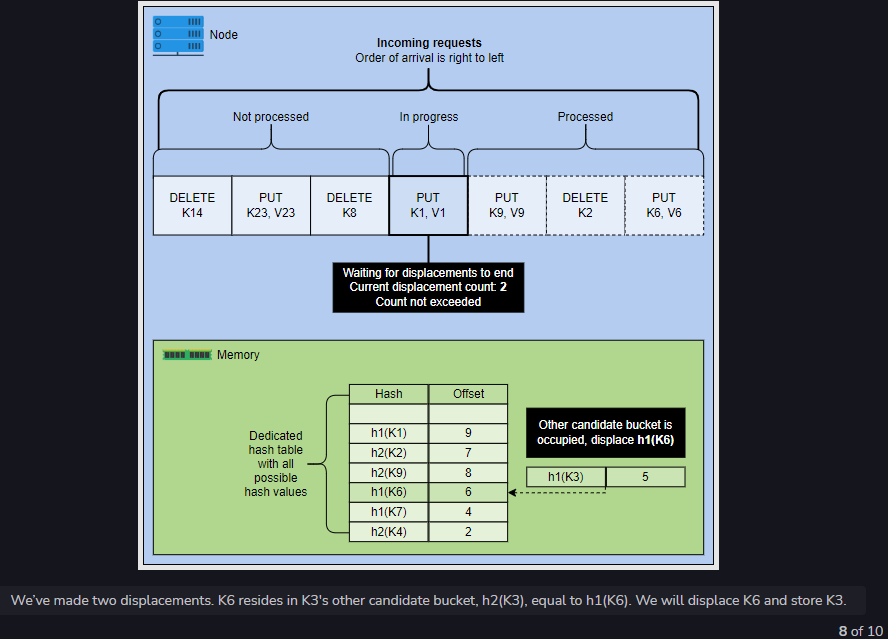 Node
Incoming requests
Order of arrival is right to left
Not processed
In progress
Processed
DELETE
K14
PUT
K23, V23
DELETE
K8
PUT
K1, V1
PUT
K9, V9
DELETE
K2
PUT
K6, V6
Waiting for displacements to end
Current displacement count: 2
Count not exceeded
Memory
Hash Offset
h1(K1) 9
h2(K2) 7
h2(K9) 8
h1(K6) 6
h1(K7) 4
h2(K4) 2
Dedicated
hash table
with all
possible
hash values
Other candidate bucket is
occupied, displace h1(K6)
h1(K3) 5
We've made two displacements. K6 resides in K3's other candidate bucket, h2(K3), equal to h1(K6). We will displace K6 and store K3.
8 of 10